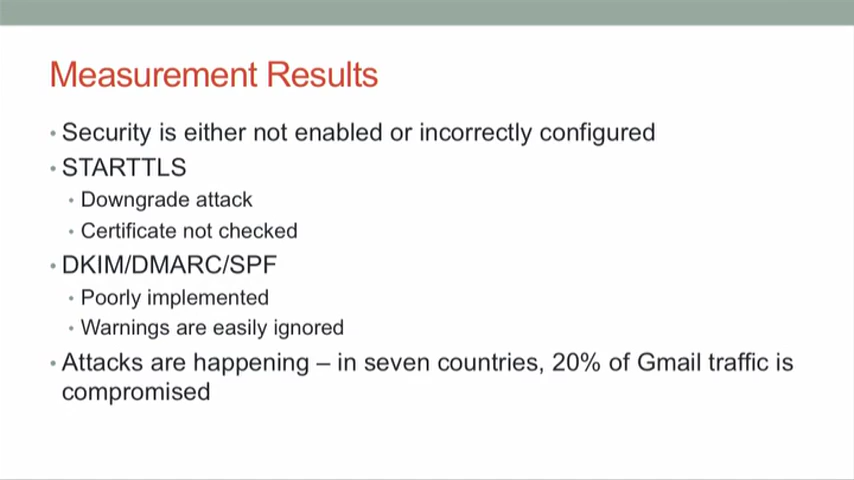 Measurement Results
• Security is either not enabled or incorrectly configured
• STARTTLS
• Downgrade attack
• Certificate not checked
• DKIM/DMARC/SPF
• Poorly implemented
• Warnings are easily ignored
• Attacks are happening – in seven countries, 20% of Gmail traffic is
compromised